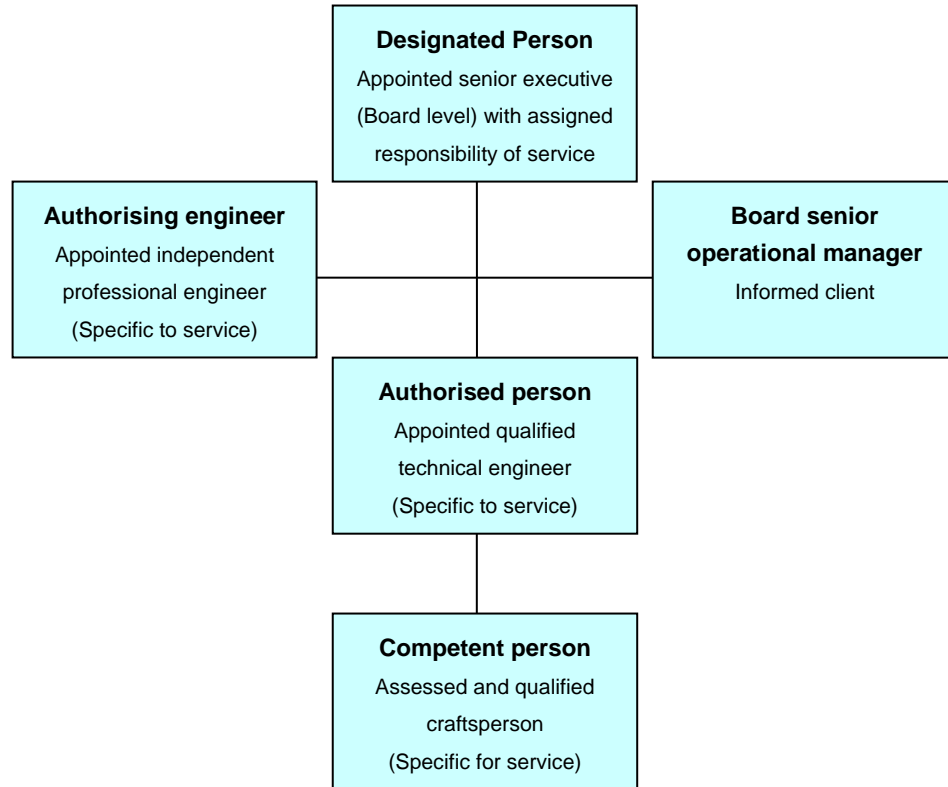 Designated Person
Appointed senior executive
(Board level) with assigned
responsibility of service
Authorising engineer
Appointed independent
professional engineer
(Specific to service)
Board senior
operational manager
Informed client
Authorised person
Appointed qualified
technical engineer
(Specific to service)
Competent person
Assessed and qualified
craftsperson
(Specific for service)